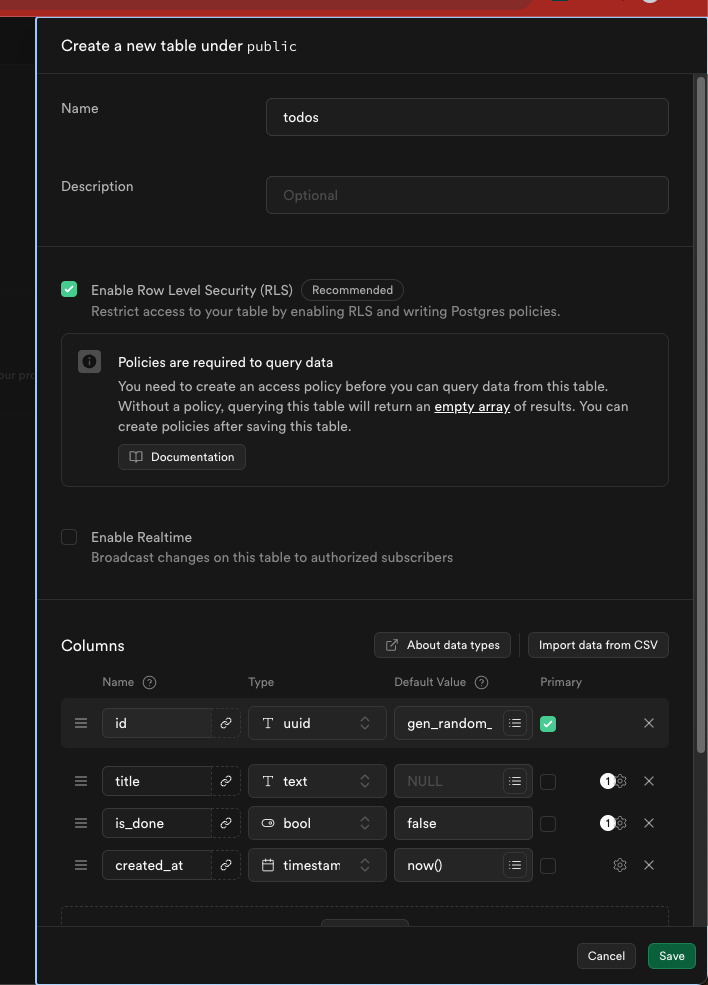 Create a new table under public
Name
todos
Description
Optional
Enable Row Level Security (RLS) Recommended
Restrict access to your table by enabling RLS and writing Postgres policies.
Policies are required to query data
You need to create an access policy before you can query data from this table.
Without a policy, querying this table will return an empty array of results. You can
create policies after saving this table.
Documentation
Enable Realtime
Broadcast changes on this table to authorized subscribers
Columns About data types Import data from CSV
Name ? Type Default Value ? Primary
id T uuid gen_random_
title T text NULL 1
is_done bool false 1
created_at timestam now()
Cancel Save